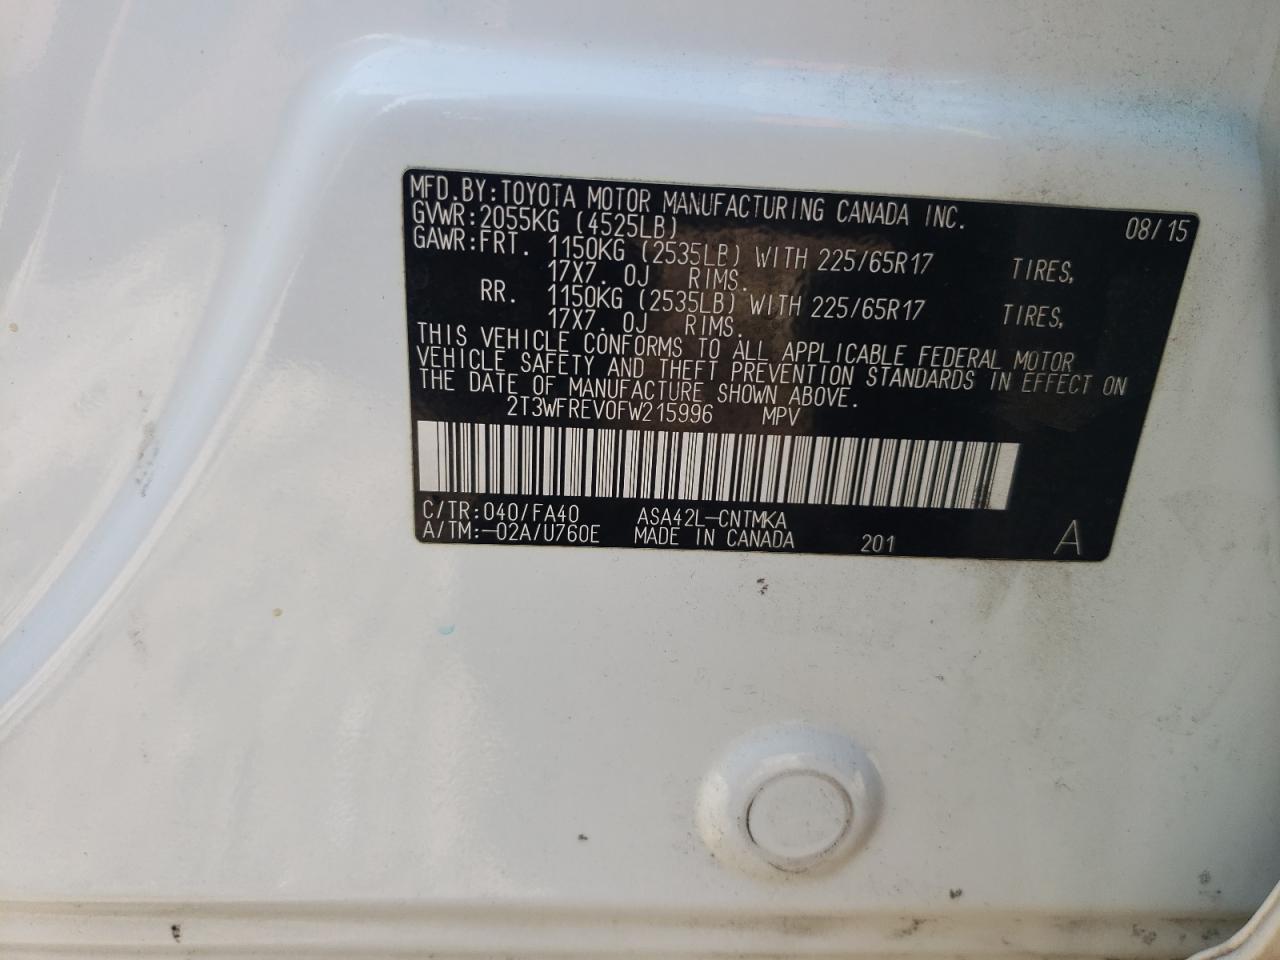 MFD.BY:TOYOTA MOTOR MANUFACTURING CANADA INC. 08/15
GVWR:2055KG (4525LB)
GAWR:FRT. 1150KG (2535LB) WITH 225/65R17 TIRES,
17X7. 0J RIMS.
RR. 1150KG (2535LB) WITH 225/65R17 TIRES,
17X7. 0J RIMS.
THIS VEHICLE CONFORMS TO ALL APPLICABLE FEDERAL MOTOR
VEHICLE SAFETY AND THEFT PREVENTION STANDARDS IN EFFECT ON
THE DATE OF MANUFACTURE SHOWN ABOVE.
2T3WFREV0FW215996 MPV
C/TR:040/FA40 ASA42L-CNTMKA
A/TM:-02A/U760E MADE IN CANADA 201 A